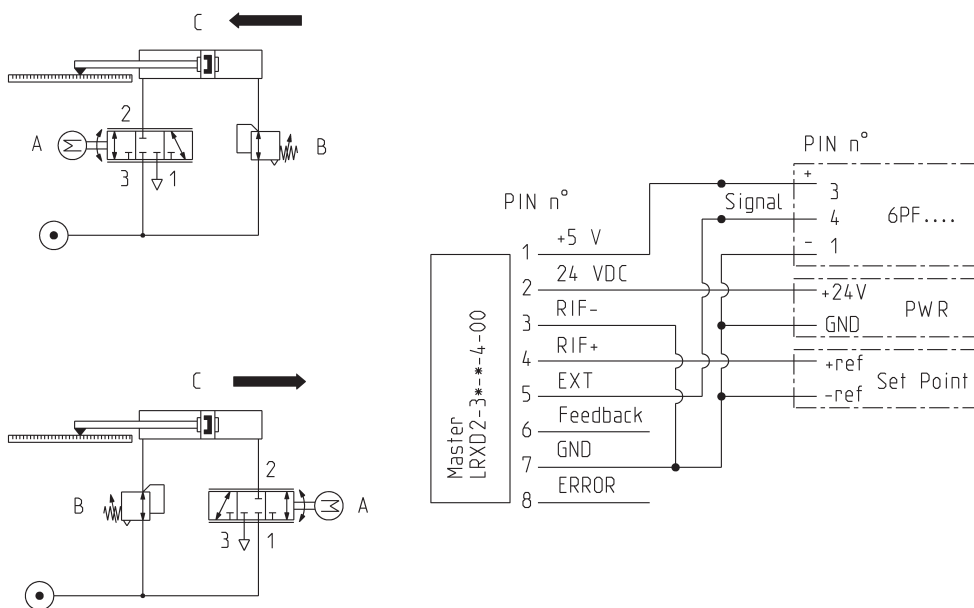 C
2
A
M
B
3
1
C
2
B
A
M
3
1
PIN n°
1
+5 V
2
24 VDC
3
RIF-
4
RIF+
5
EXT
6
Feedback
7
GND
8
ERROR
Master
LRXD2-3*-*-4-00
PIN n°
Signal
+
3
4
- 1
6PF....
+24V
GND
PWR
+ref
-ref
Set Point